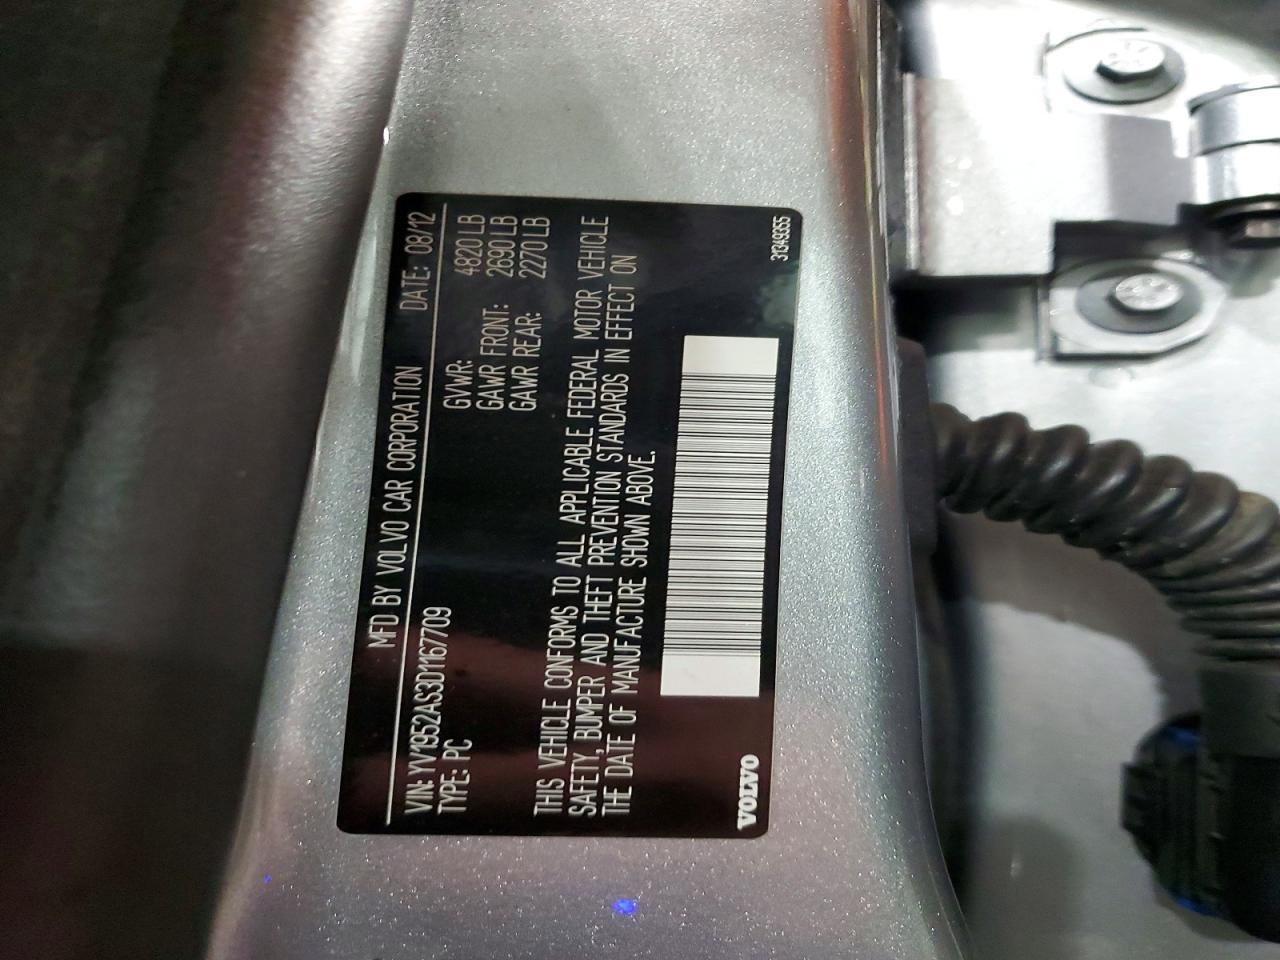 MFD BY VOLVO CAR CORPORATION DATE: 08/12
VIN: YV1952AS3D1167709 GVWR: 4820 LB
TYPE: PC GAWR FRONT: 2690 LB
GAWR REAR: 2270 LB
THIS VEHICLE CONFORMS TO ALL APPLICABLE FEDERAL MOTOR VEHICLE
SAFETY, BUMPER AND THEFT PREVENTION STANDARDS IN EFFECT ON
THE DATE OF MANUFACTURE SHOWN ABOVE.
VOLVO 31349355